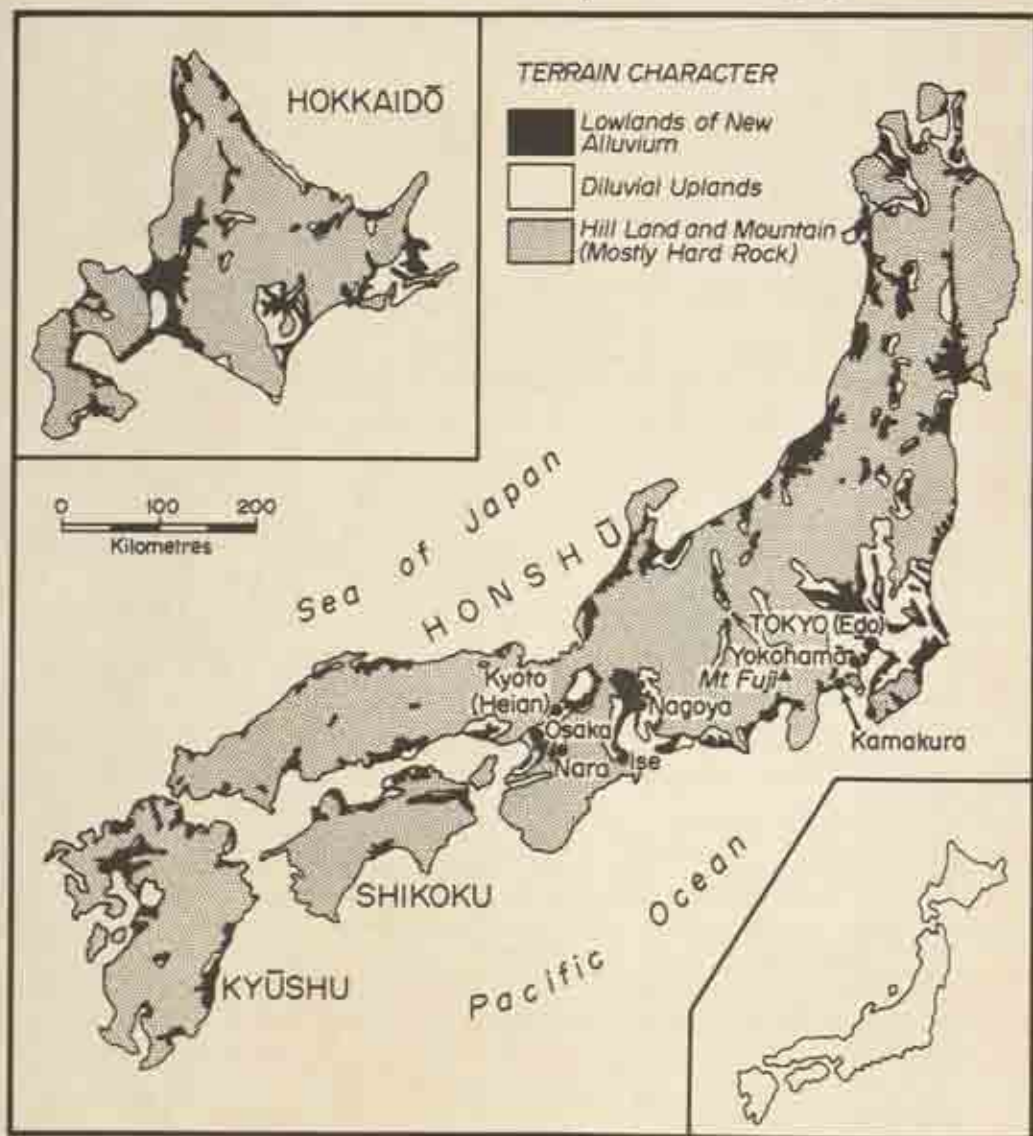 HOKKAIDŌ
TERRAIN CHARACTER
Lowlands of New
Alluvium
Diluvial Uplands
Hill Land and Mountain
(Mostly Hard Rock)
0 100 200
Kilometres
Sea of Japan
HONSHŪ
TOKYO (Edo)
Yokohama
Mt Fuji
Kyōto
(Heian)
Nagoya
Osaka
Kamakura
Nara
Ise
SHIKOKU
KYŪSHU
Pacific Ocean